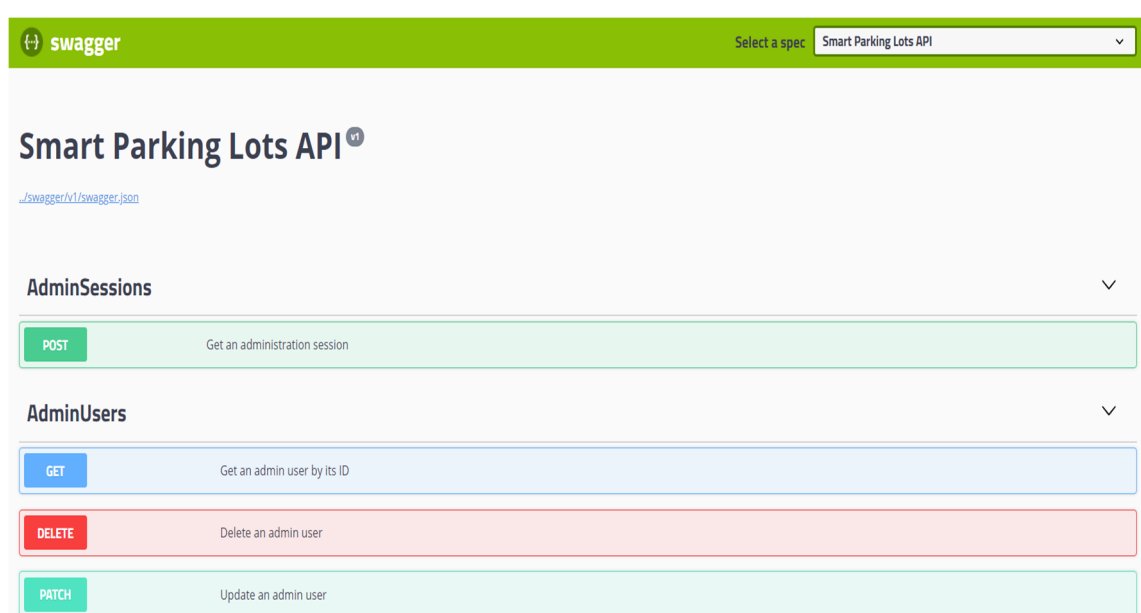 {···} swagger
Select a spec Smart Parking Lots API
Smart Parking Lots API v1
../swagger/v1/swagger.json
AdminSessions
POST Get an administration session
AdminUsers
GET Get an admin user by its ID
DELETE Delete an admin user
PATCH Update an admin user